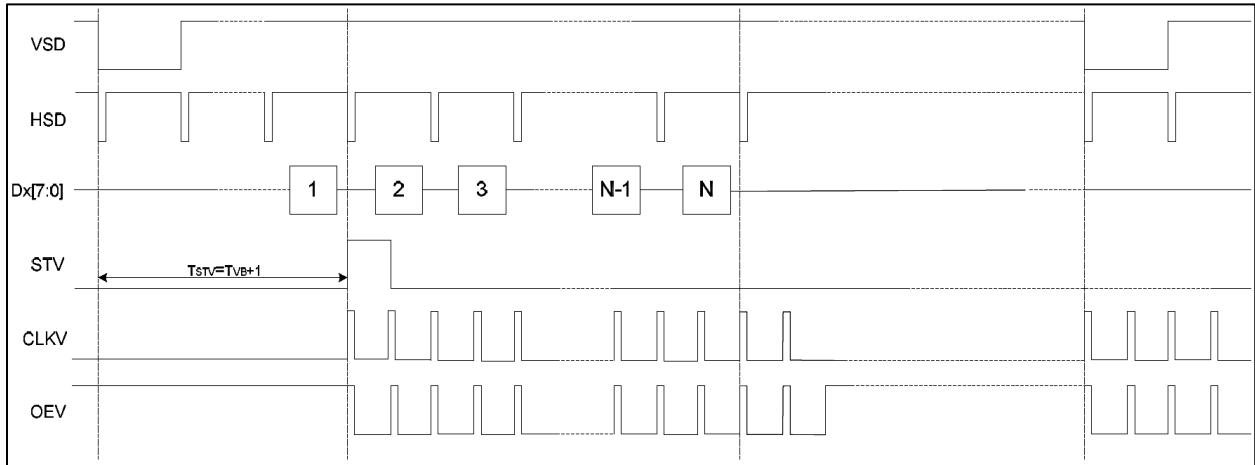 VSD
HSD
Dx[7:0]
1
2
3
N-1
N
STV
TSTV=TVB+1
CLKV
OEV